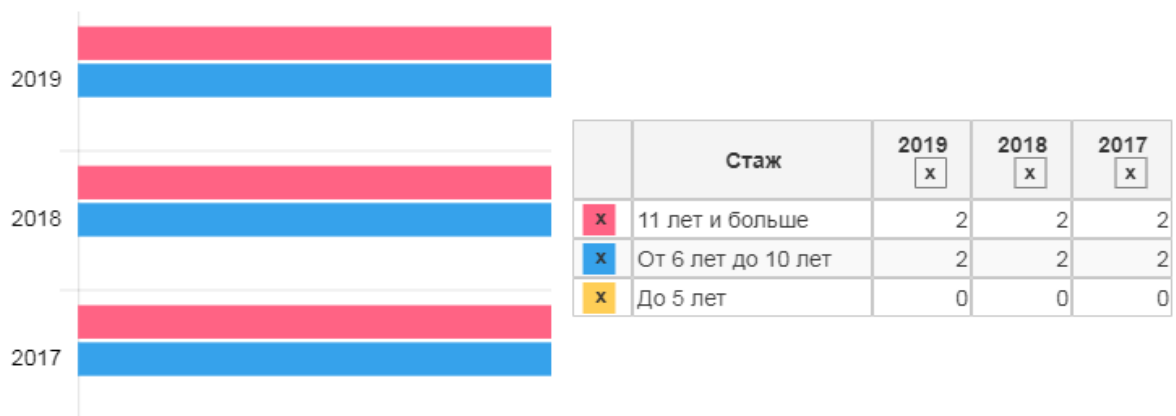 2019
2018
2017
Стаж 2019 2018 2017
x x x
x 11 лет и больше 2 2 2
x От 6 лет до 10 лет 2 2 2
x До 5 лет 0 0 0